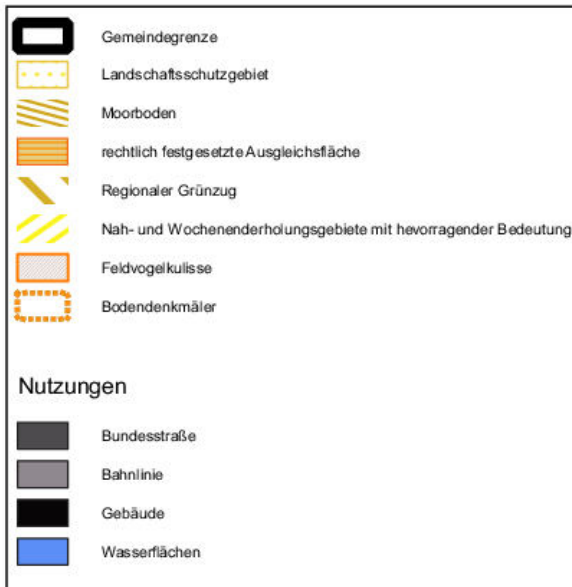 Gemeindegrenze
Landschaftsschutzgebiet
Moorboden
rechtlich festgesetzte Ausgleichsfläche
Regionaler Grünzug
Nah- und Wochenenderholungsgebiete mit hevorragender Bedeutung
Feldvogelkulisse
Bodendenkmäler
Nutzungen
Bundesstraße
Bahnlinie
Gebäude
Wasserflächen